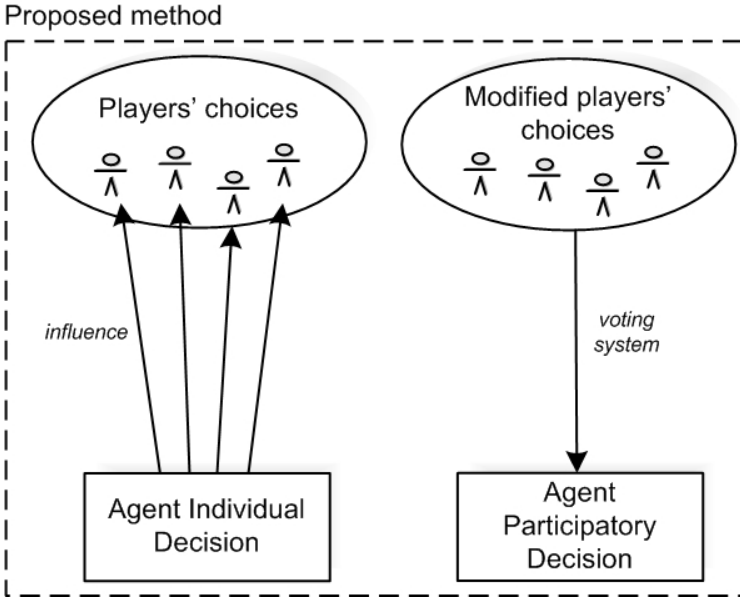 Proposed method
Players' choices
influence
Agent Individual
Decision
Modified players'
choices
voting
system
Agent
Participatory
Decision